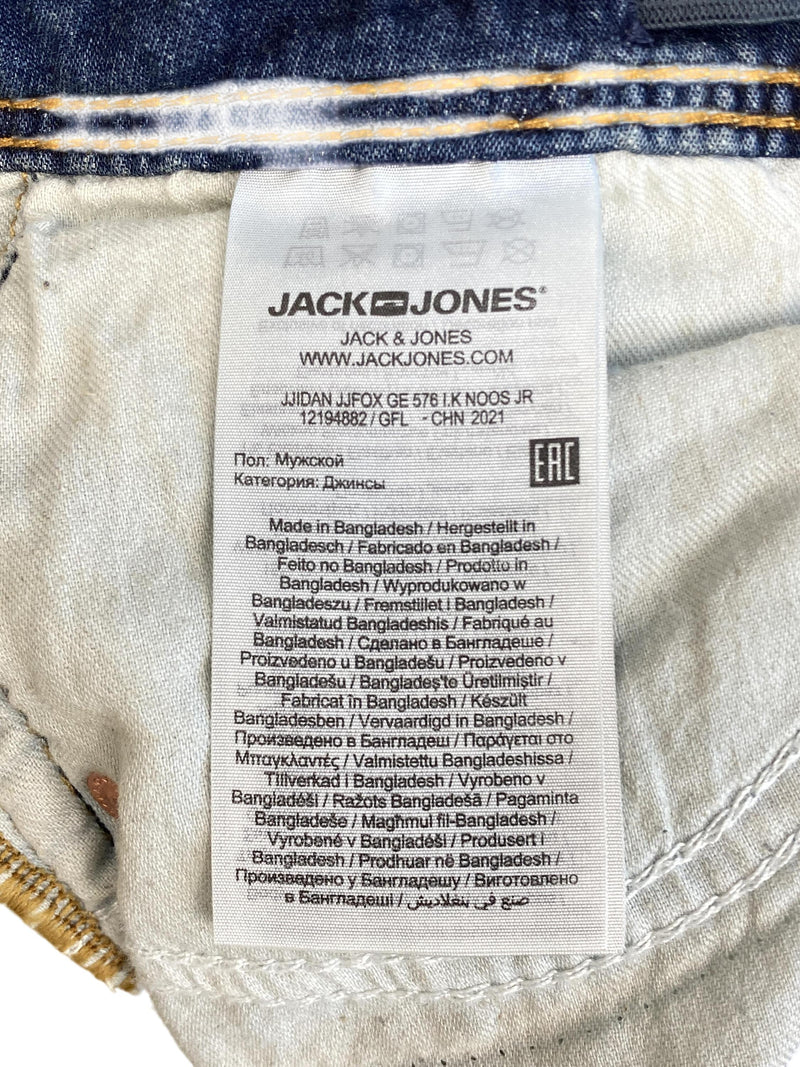 JACK JONES®
JACK & JONES
WWW.JACKJONES.COM
JJIDAN JJFOX GE 576 I.K NOOS JR
12194882 / GFL - CHN 2021
Пол: Мужской
Категория: Джинсы
EAC
Made in Bangladesh / Hergestellt in
Bangladesch / Fabricado en Bangladesh /
Feito no Bangladesh / Prodotto in
Bangladesh / Wyprodukowano w
Bangladeszu / Fremstillet i Bangladesh /
Valmistatud Bangladeshis / Fabriqué au
Bangladesh / Сделано в Бангладеше /
Proizvedeno u Bangladešu / Proizvedeno v
Bangladešu / Bangladeş'te Üretilmiştir /
Fabricat în Bangladesh / Készült
Bangladesben / Vervaardigd in Bangladesh /
Произведено в Бангладеш / Παράγεται στο
Μπαγκλαντές / Valmistettu Bangladeshissa /
Tillverkad i Bangladesh / Vyrobeno v
Bangladéši / Ražots Bangladešā / Pagaminta
Bangladeše / Magħmul fil-Bangladesh /
Vyrobené v Bangladéši / Produsert i
Bangladesh / Prodhuar në Bangladesh /
Произведено у Бангладешу / Виготовлено
в Бангладеші / صنع في بنغلاديش